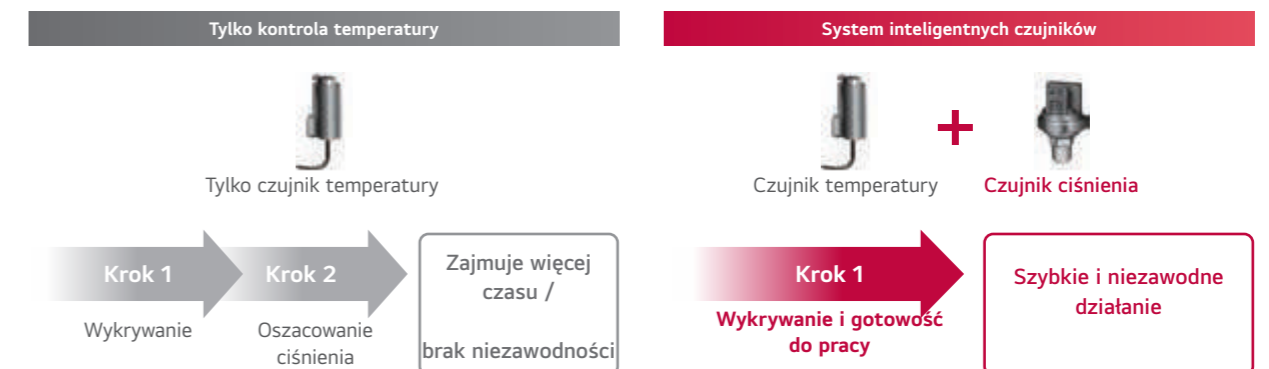 Tylko kontrola temperatury
Tylko czujnik temperatury
Krok 1
Krok 2
Wykrywanie
Oszacowanie
ciśnienia
Zajmuje więcej
czasu /
brak niezawodności
System inteligentnych czujników
+
Czujnik temperatury
Czujnik ciśnienia
Krok 1
Wykrywanie i gotowość
do pracy
Szybkie i niezawodne
działanie